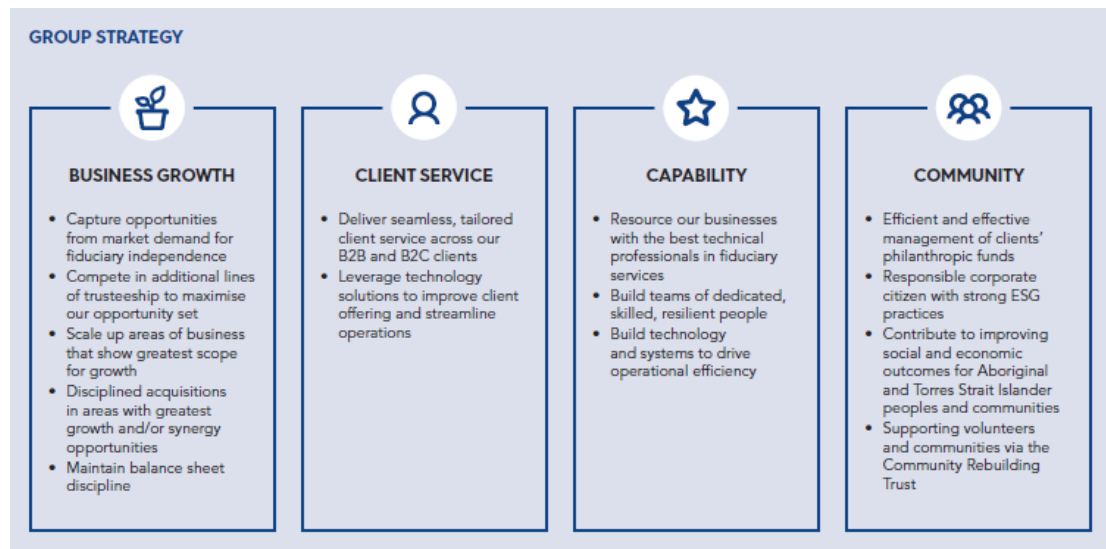 GROUP STRATEGY
BUSINESS GROWTH
• Capture opportunities
from market demand for
fiduciary independence
• Compete in additional lines
of trusteeship to maximise
our opportunity set
• Scale up areas of business
that show greatest scope
for growth
• Disciplined acquisitions
in areas with greatest
growth and/or synergy
opportunities
• Maintain balance sheet
discipline
CLIENT SERVICE
• Deliver seamless, tailored
client service across our
B2B and B2C clients
• Leverage technology
solutions to improve client
offering and streamline
operations
CAPABILITY
• Resource our businesses
with the best technical
professionals in fiduciary
services
• Build teams of dedicated,
skilled, resilient people
• Build technology
and systems to drive
operational efficiency
COMMUNITY
• Efficient and effective
management of clients'
philanthropic funds
• Responsible corporate
citizen with strong ESG
practices
• Contribute to improving
social and economic
outcomes for Aboriginal
and Torres Strait Islander
peoples and communities
• Supporting volunteers
and communities via the
Community Rebuilding
Trust